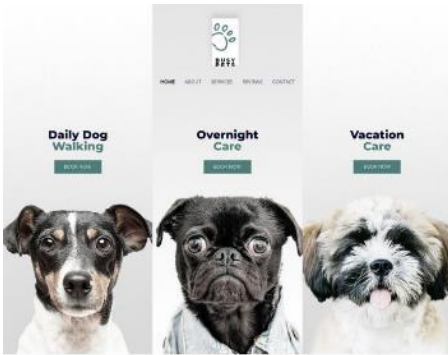 BUSY
PETS
HOME ABOUT SERVICES REVIEWS CONTACT
Daily Dog
Walking
BOOK NOW
Overnight
Care
BOOK NOW
Vacation
Care
BOOK NOW